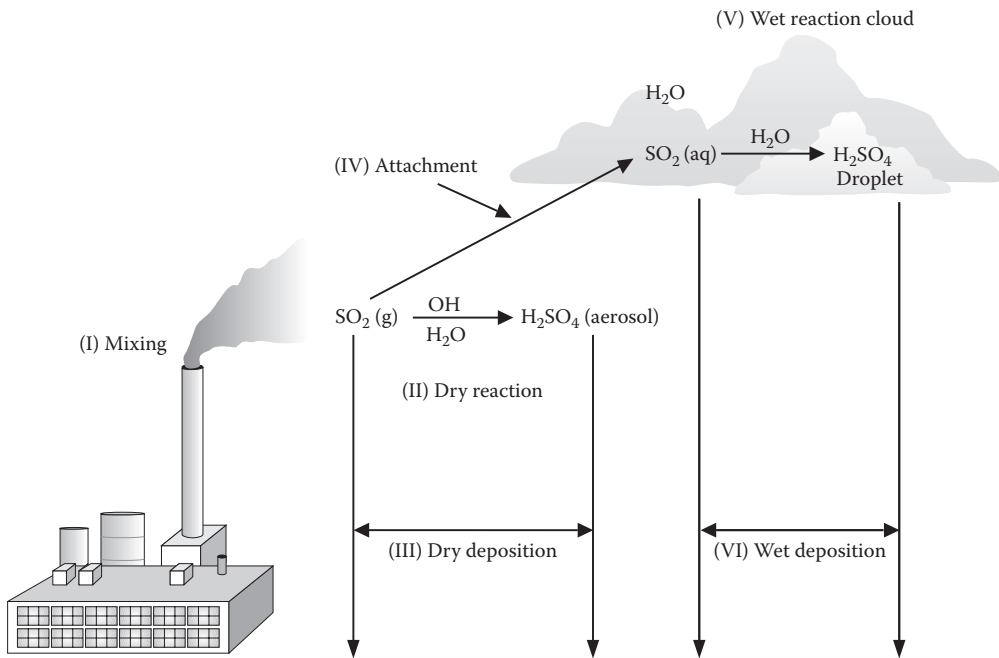 (V) Wet reaction cloud
H₂O
SO₂ (aq)
H₂O
H₂SO₄
Droplet
(IV) Attachment
SO₂ (g)
OH
H₂O
H₂SO₄ (aerosol)
(I) Mixing
(II) Dry reaction
(III) Dry deposition
(VI) Wet deposition